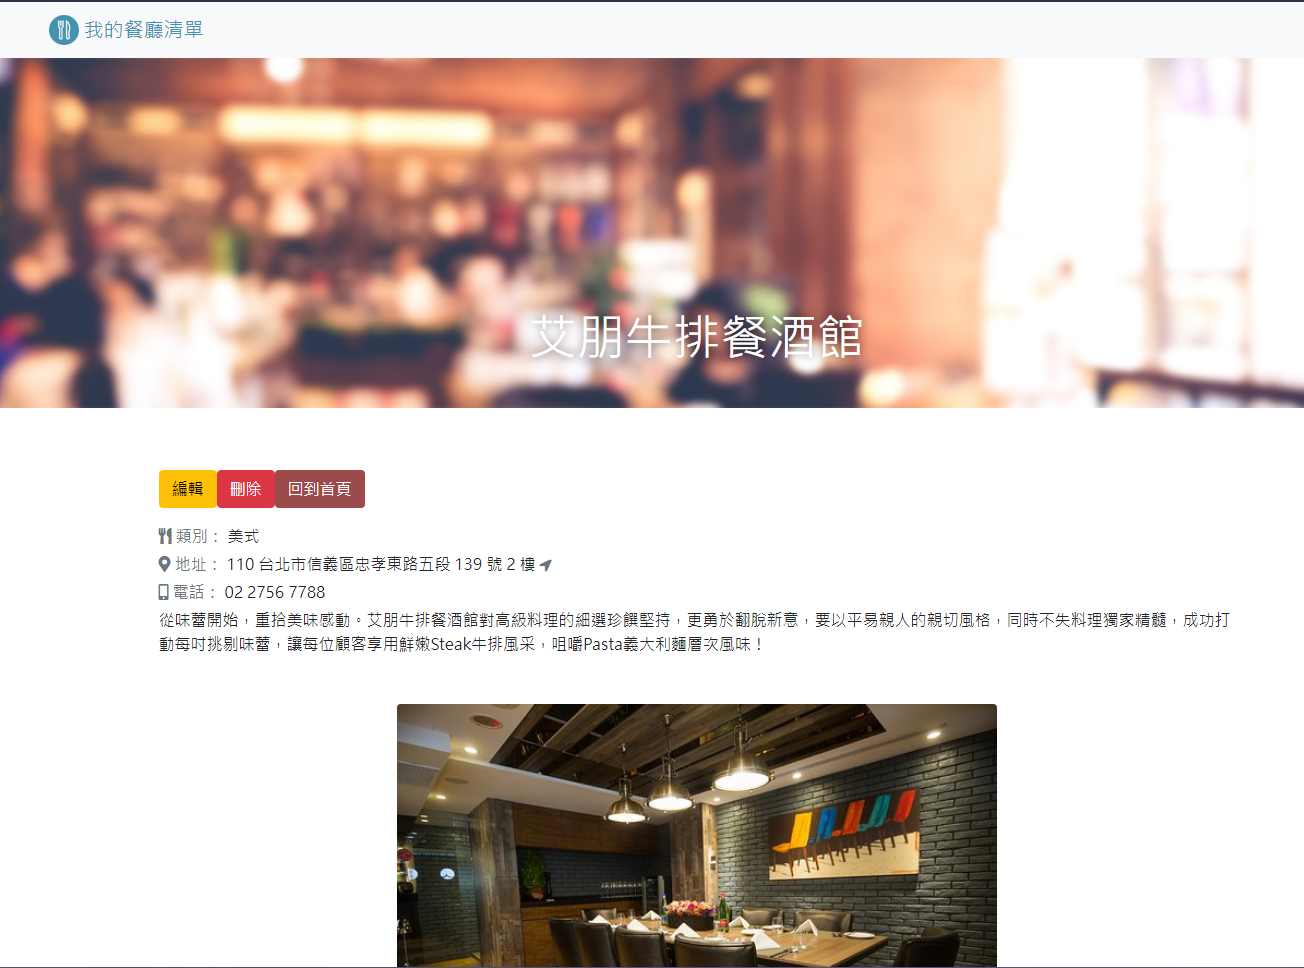 我的餐廳清單
艾朋牛排餐酒館
編輯 刪除 回到首頁
類別： 美式
地址： 110 台北市信義區忠孝東路五段 139 號 2 樓
電話： 02 2756 7788
從味蕾開始，重拾美味感動。艾朋牛排餐酒館對高級料理的細選珍饌堅持，更勇於翻脫新意，要以平易親人的親切風格，同時不失料理獨家精髓，成功打
動每吋挑剔味蕾，讓每位顧客享用鮮嫩Steak牛排風采，咀嚼Pasta義大利麵層次風味！